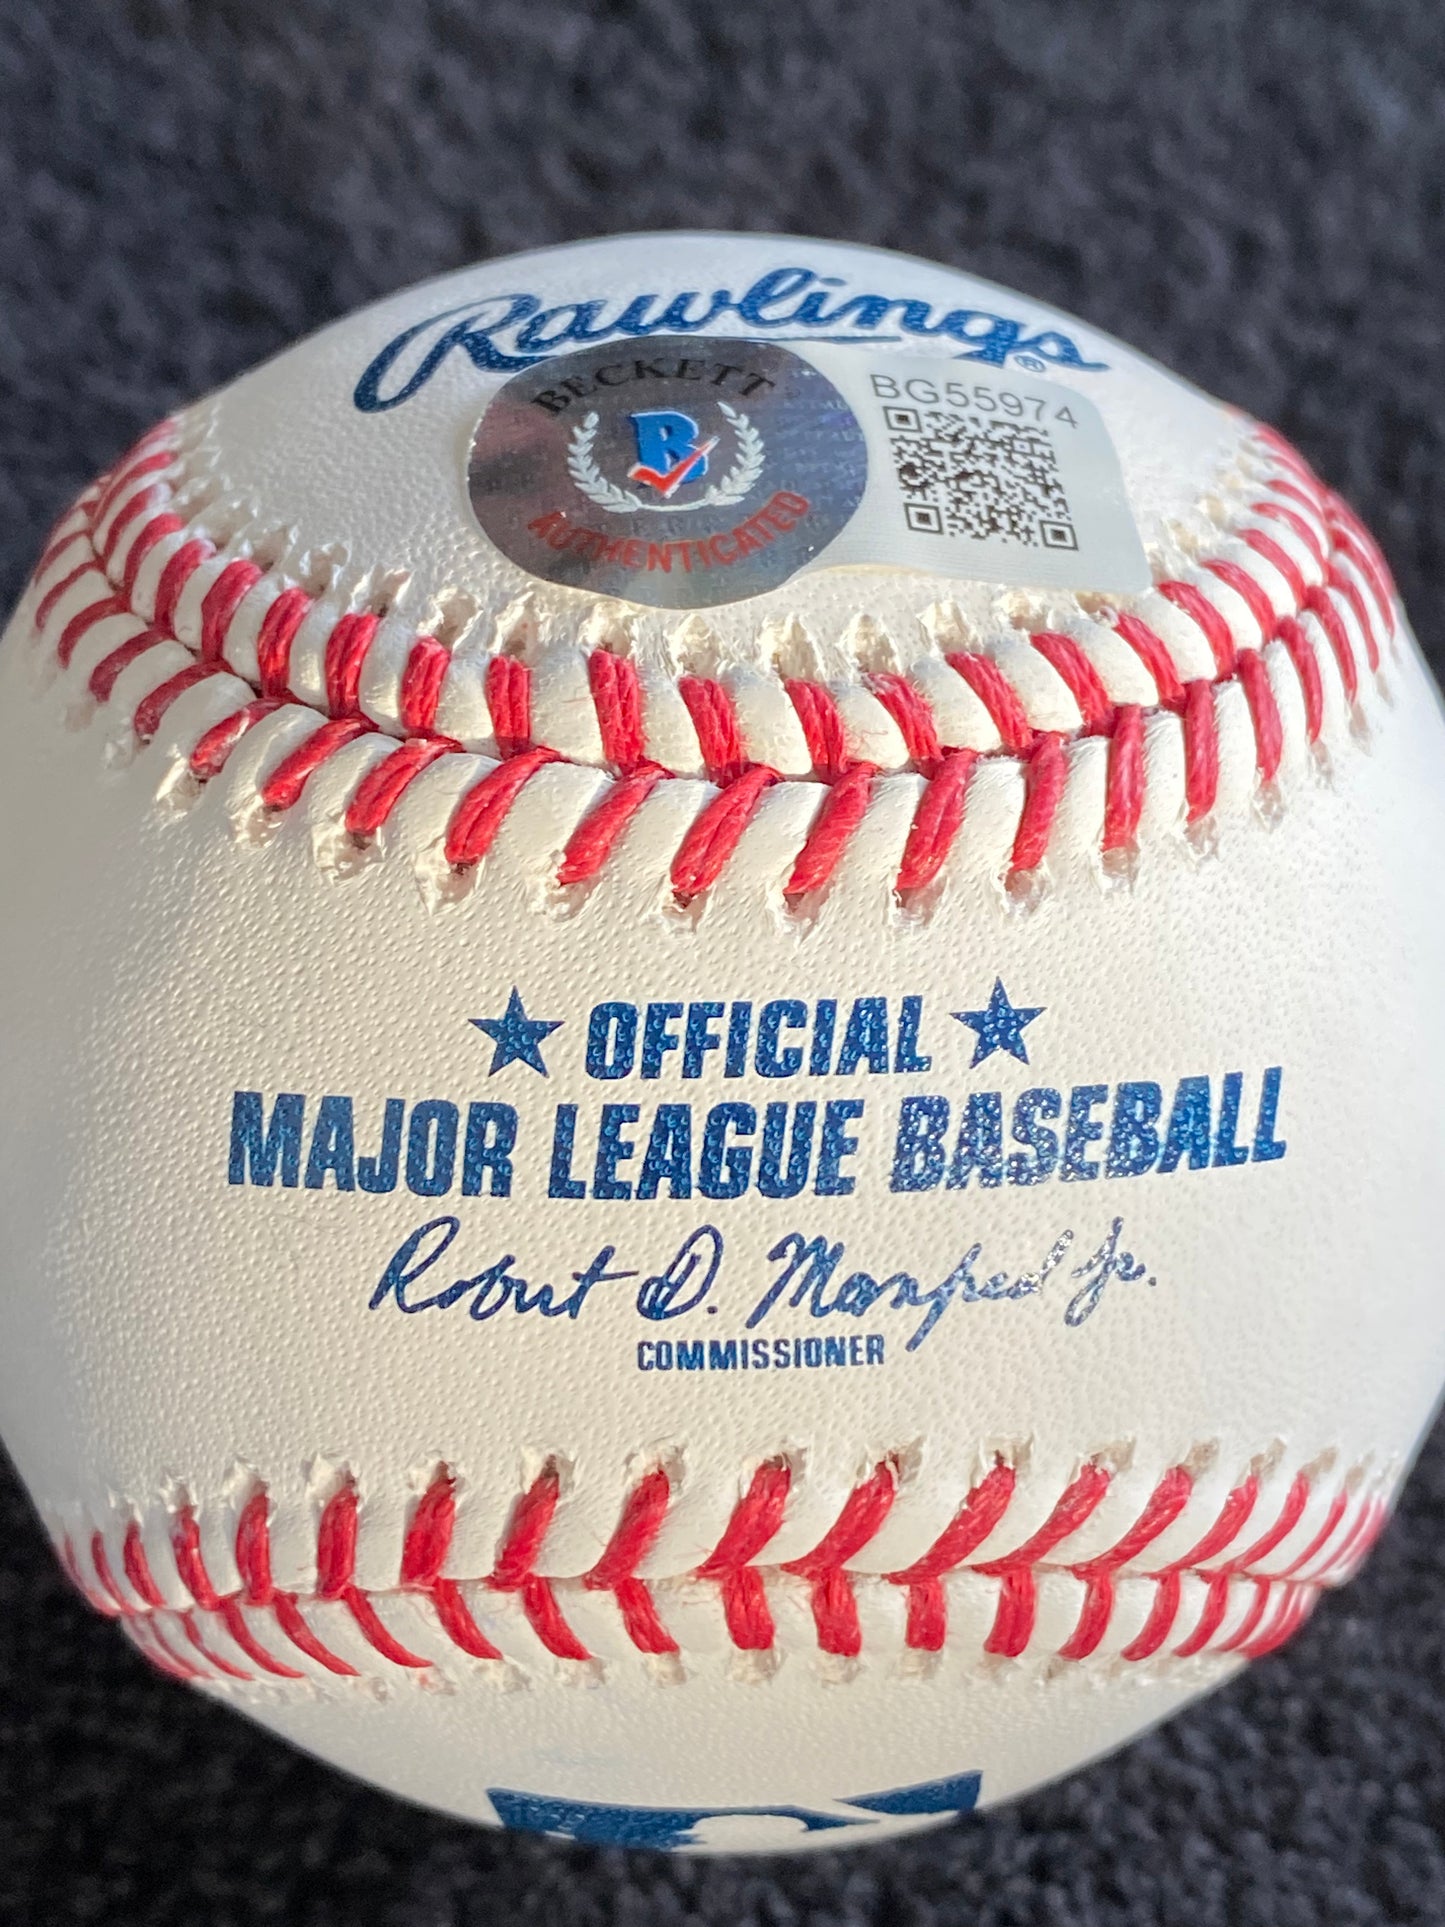 Rawlings®
BECKETT
B
AUTHENTICATED
BG55974
★ OFFICIAL ★
MAJOR LEAGUE BASEBALL
Robert D. Manfred Jr.
COMMISSIONER